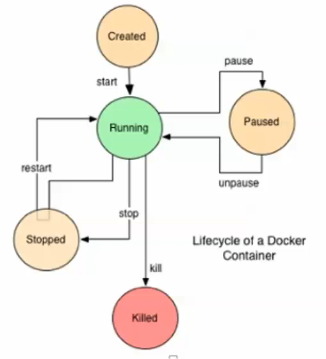 Created
start
pause
Running
Paused
restart
unpause
stop
Stopped
Lifecycle of a Docker
Container
kill
Killed